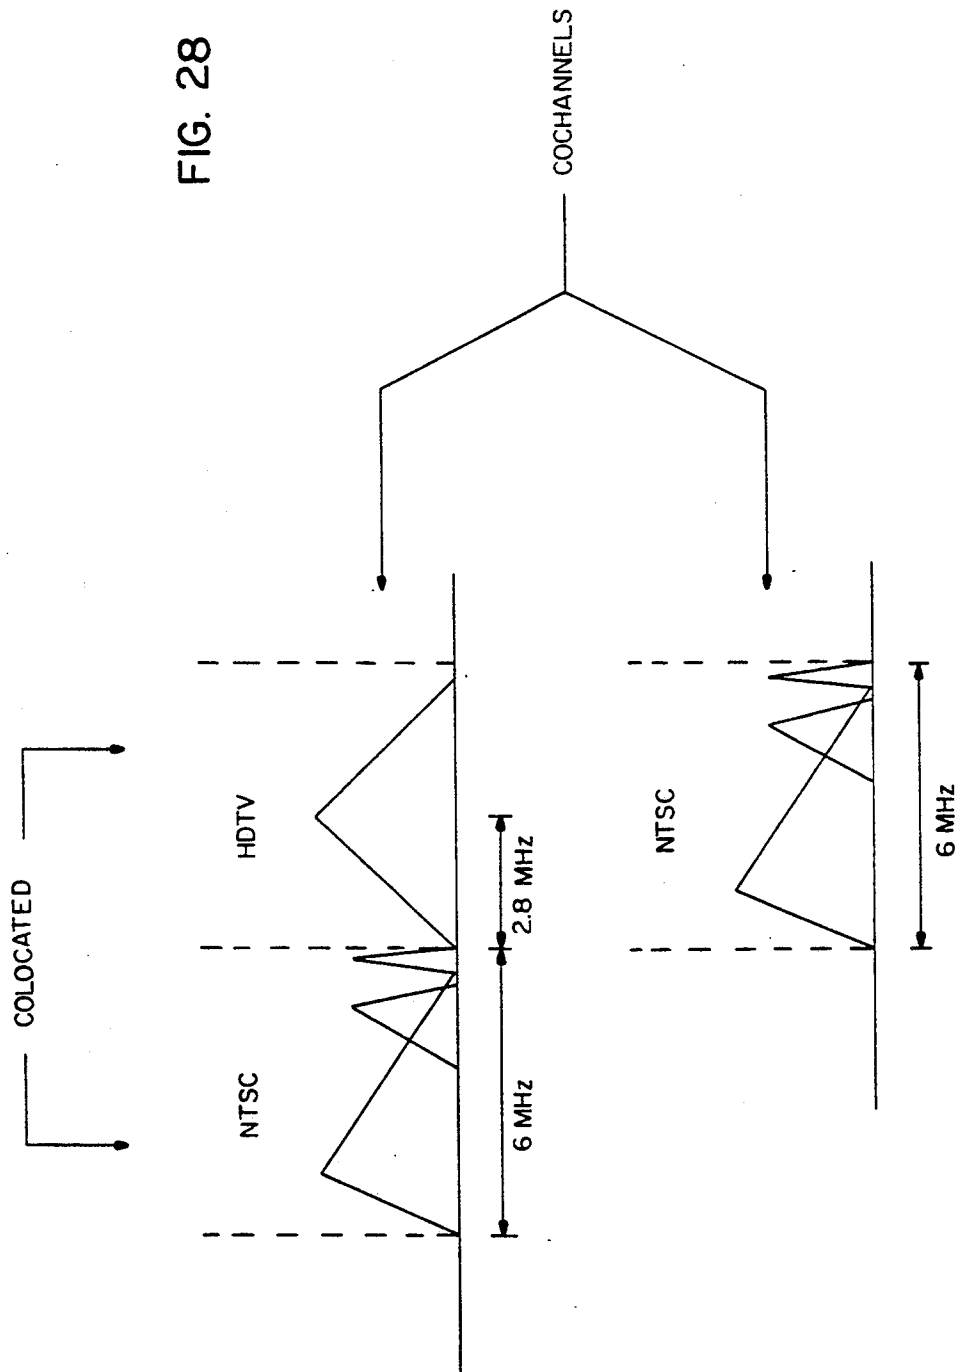 FIG. 28
COLOCATED
NTSC
HDTV
6 MHz
2.8 MHz
COCHANNELS
NTSC
6 MHz